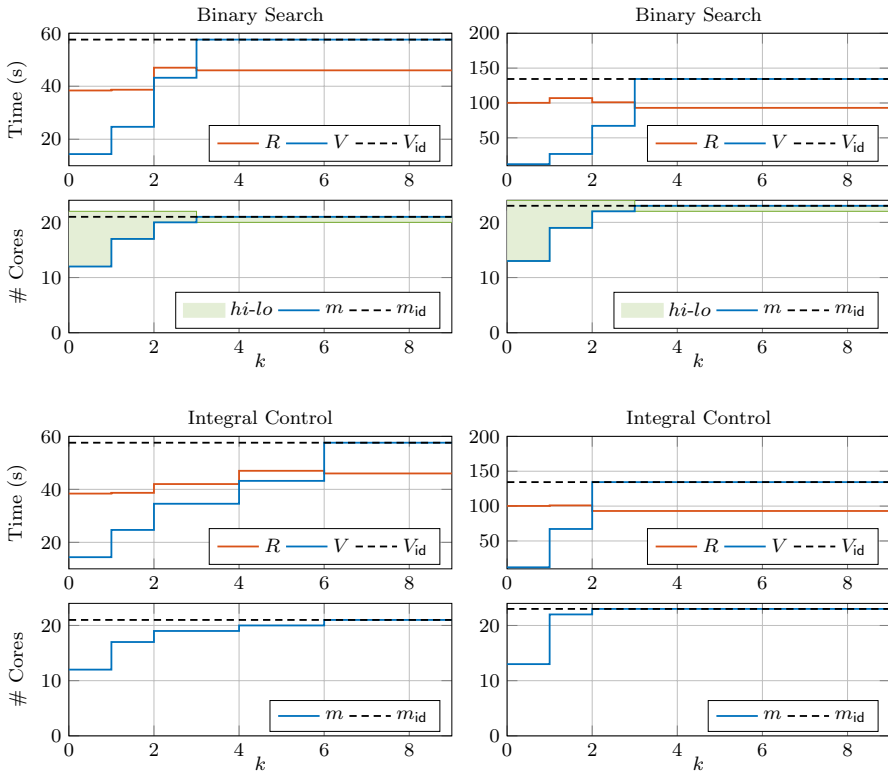 Binary Search
Binary Search
Time (s)
60
40
20
R V V_id
0 2 4 6 8
200
150
100
50
R V V_id
0 2 4 6 8
# Cores
20
10
0
hi-lo m m_id
0 2 4 6 8
k
20
10
0
hi-lo m m_id
0 2 4 6 8
k
Integral Control
Integral Control
Time (s)
60
40
20
R V V_id
0 2 4 6 8
200
150
100
50
R V V_id
0 2 4 6 8
# Cores
20
10
0
m m_id
0 2 4 6 8
k
20
10
0
m m_id
0 2 4 6 8
k